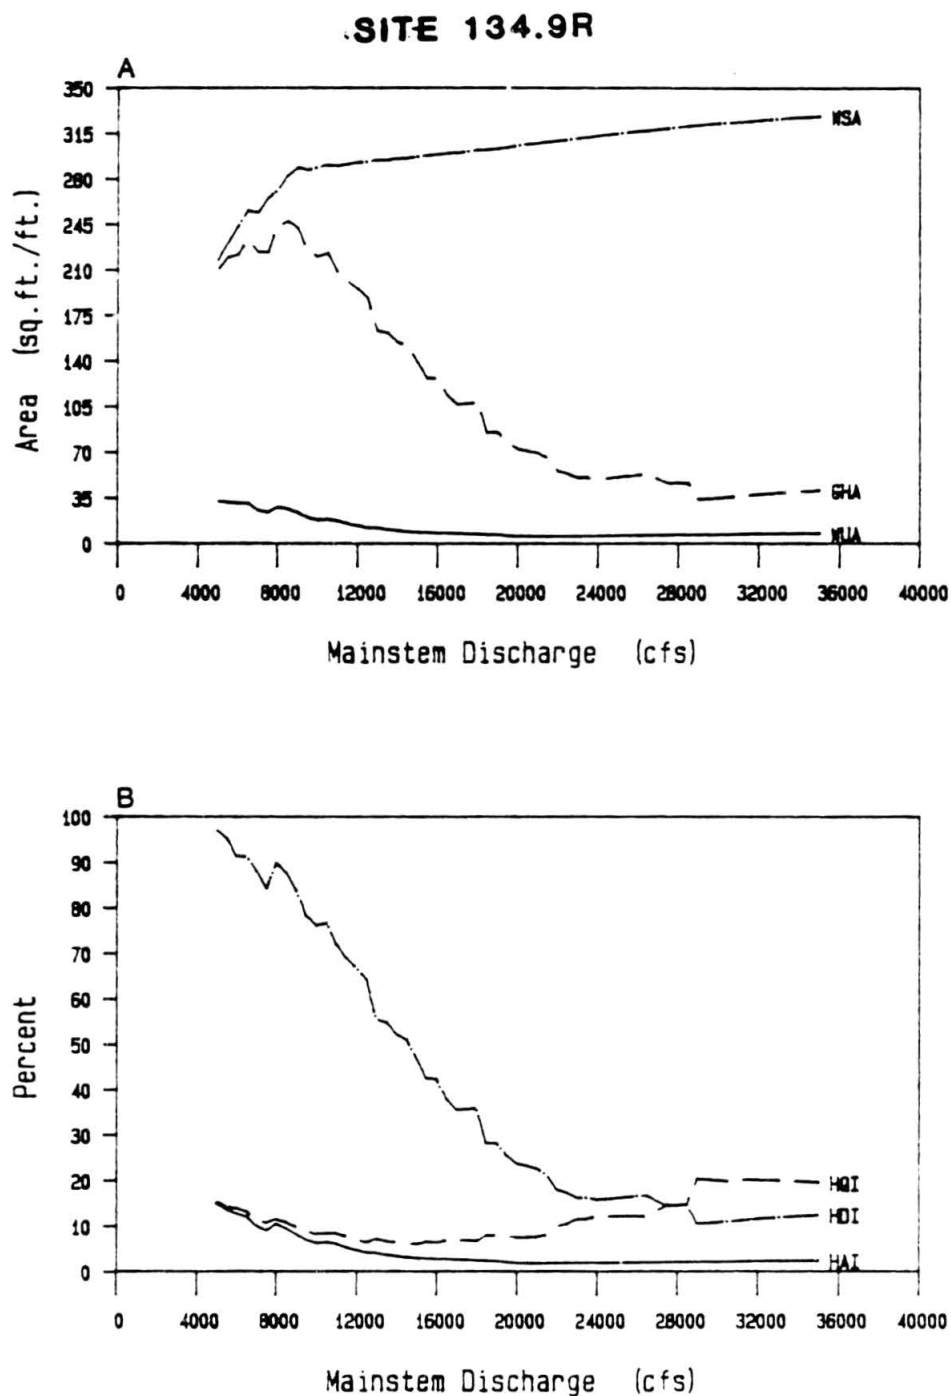 SITE 134.9R
A
350
315
280
245
210
175
140
105
70
35
0
Area (sq.ft./ft.)
WSA
GHA
WUA
0 4000 8000 12000 16000 20000 24000 28000 32000 36000 40000
Mainstem Discharge (cfs)
B
100
90
80
70
60
50
40
30
20
10
0
Percent
HQI
HDI
HAI
0 4000 8000 12000 16000 20000 24000 28000 32000 36000 40000
Mainstem Discharge (cfs)